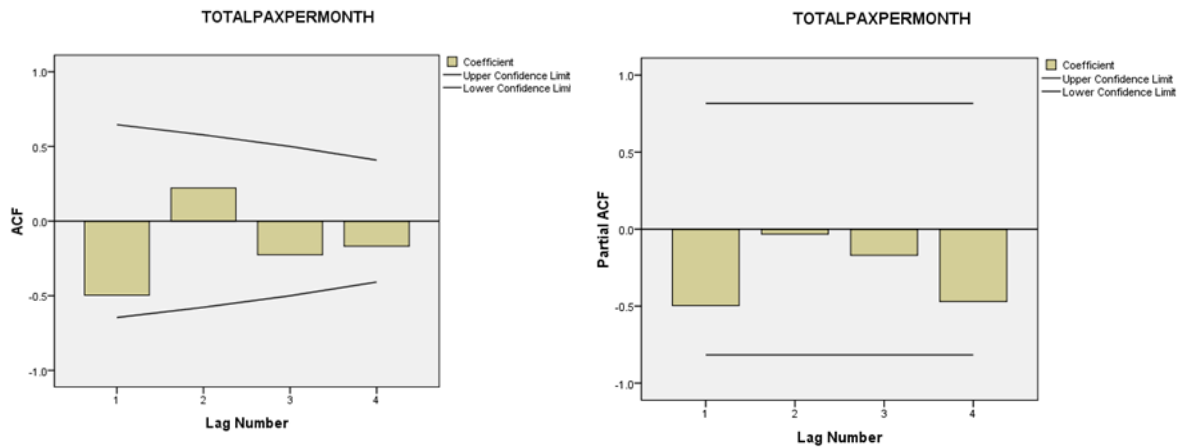 TOTALPAXPERMONTH
Coefficient
Upper Confidence Limit
Lower Confidence Limi
1.0
0.5
0.0
-0.5
-1.0
ACF
1 2 3 4
Lag Number
TOTALPAXPERMONTH
Coefficient
Upper Confidence Limit
Lower Confidence Limit
1.0
0.5
0.0
-0.5
-1.0
Partial ACF
1 2 3 4
Lag Number